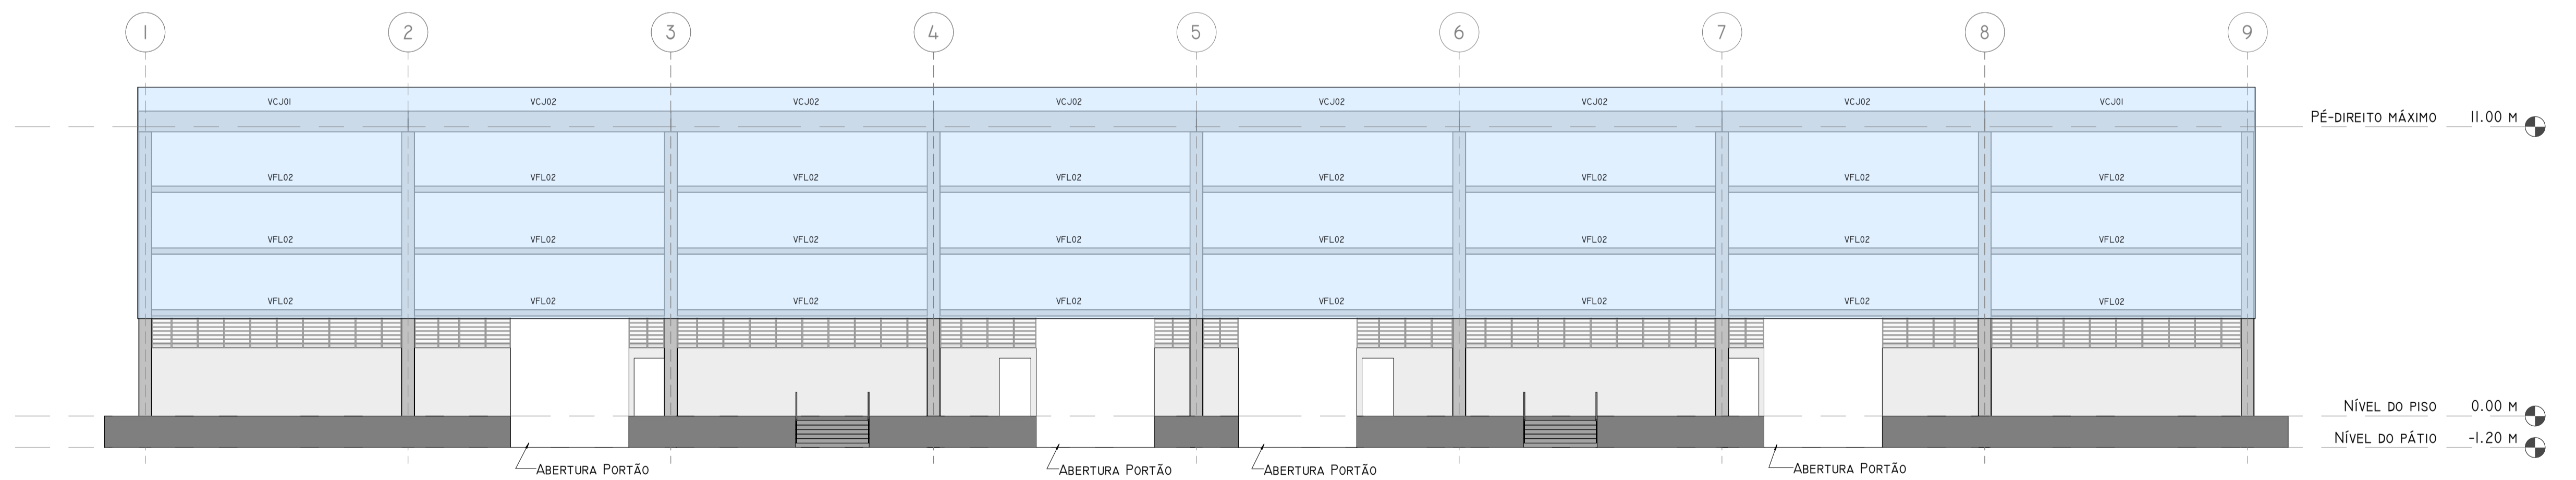 1 2 3 4 5 6 7 8 9
VCJ01 VCJ02 VCJ02 VCJ02 VCJ02 VCJ02 VCJ02 VCJ01
PÉ-DIREITO MÁXIMO 11.00 M
VFL02 VFL02 VFL02 VFL02 VFL02 VFL02 VFL02 VFL02
VFL02 VFL02 VFL02 VFL02 VFL02 VFL02 VFL02 VFL02
VFL02 VFL02 VFL02 VFL02 VFL02 VFL02 VFL02 VFL02
NÍVEL DO PISO 0.00 M
NÍVEL DO PÁTIO -1.20 M
ABERTURA PORTÃO ABERTURA PORTÃO ABERTURA PORTÃO ABERTURA PORTÃO